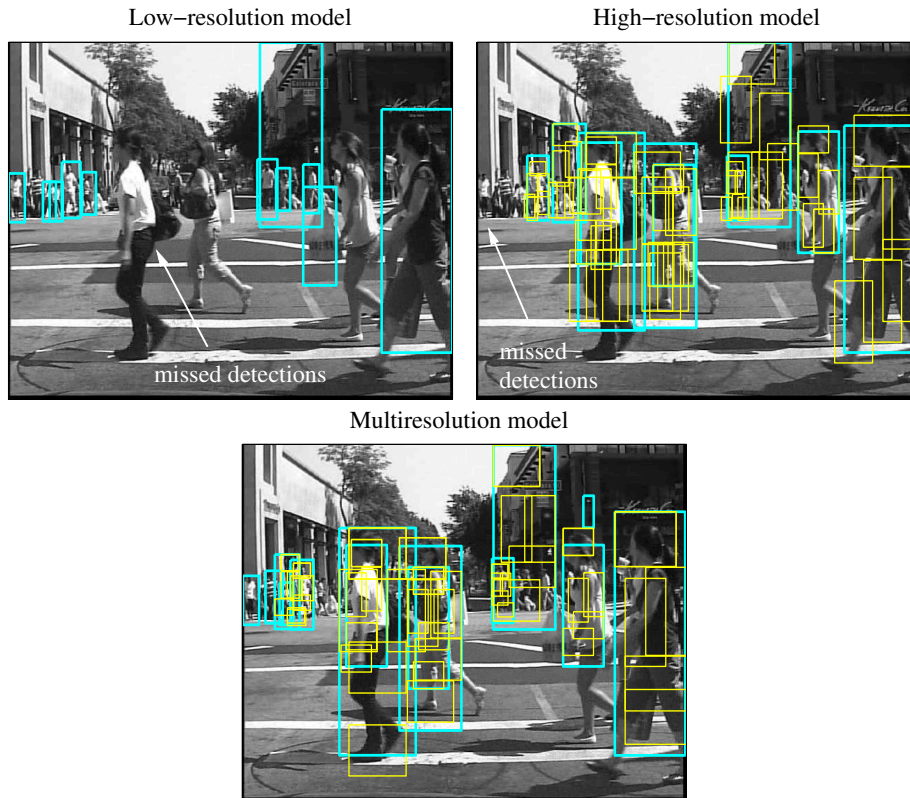 Low−resolution model
High−resolution model
missed detections
missed
detections
Multiresolution model